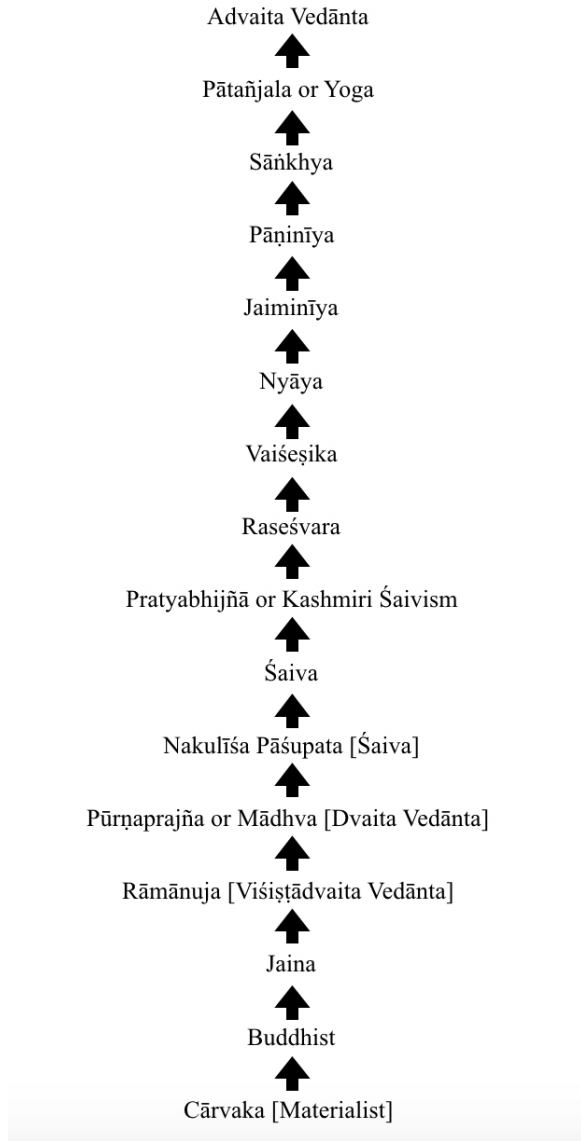 Advaita Vedānta
Pātañjala or Yoga
Sāṅkhya
Pāṇinīya
Jaiminīya
Nyāya
Vaiśeṣika
Raseśvara
Pratyabhijñā or Kashmiri Śaivism
Śaiva
Nakulīśa Pāśupata [Śaiva]
Pūrṇaprajña or Mādhva [Dvaita Vedānta]
Rāmānuja [Viśiṣṭādvaita Vedānta]
Jaina
Buddhist
Cārvaka [Materialist]